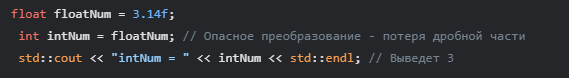 float floatNum = 3.14f;
int intNum = floatNum; // Опасное преобразование - потеря дробной части
std::cout << "intNum = " << intNum << std::endl; // Выведет 3